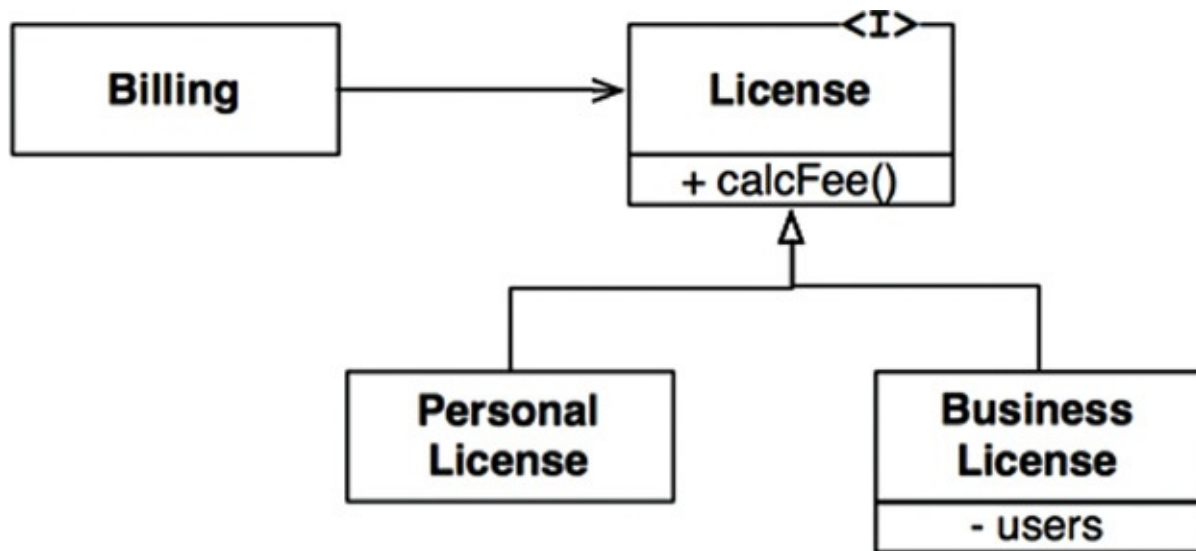 <I>
Billing
License
+ calcFee()
Personal
License
Business
License
- users